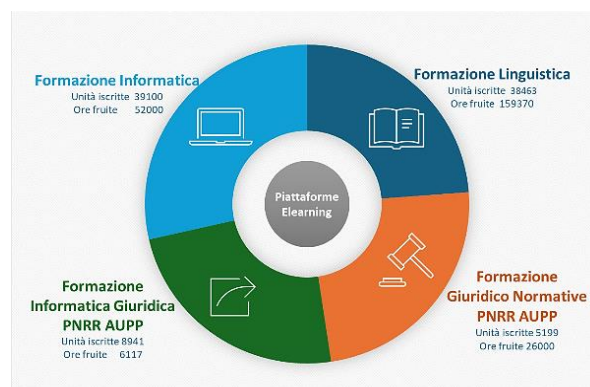 Formazione Informatica
Unità iscritte 39100
Ore fruite 52000
Formazione Linguistica
Unità iscritte 38463
Ore fruite 159370
Piattaforme
Elearning
Formazione
Informatica Giuridica
PNRR AUPP
Unità iscritte 8941
Ore fruite 6117
Formazione
Giuridico Normative
PNRR AUPP
Unità iscritte 5199
Ore fruite 26000